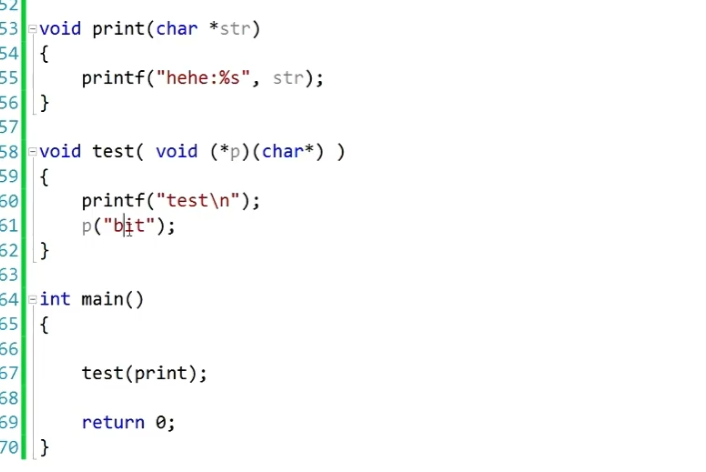 52
53 void print(char *str)
54 {
55     printf("hehe:%s", str);
56 }
57
58 void test( void (*p)(char*) )
59 {
60     printf("test\n");
61     p("bit");
62 }
63
64 int main()
65 {
66
67     test(print);
68
69     return 0;
70 }